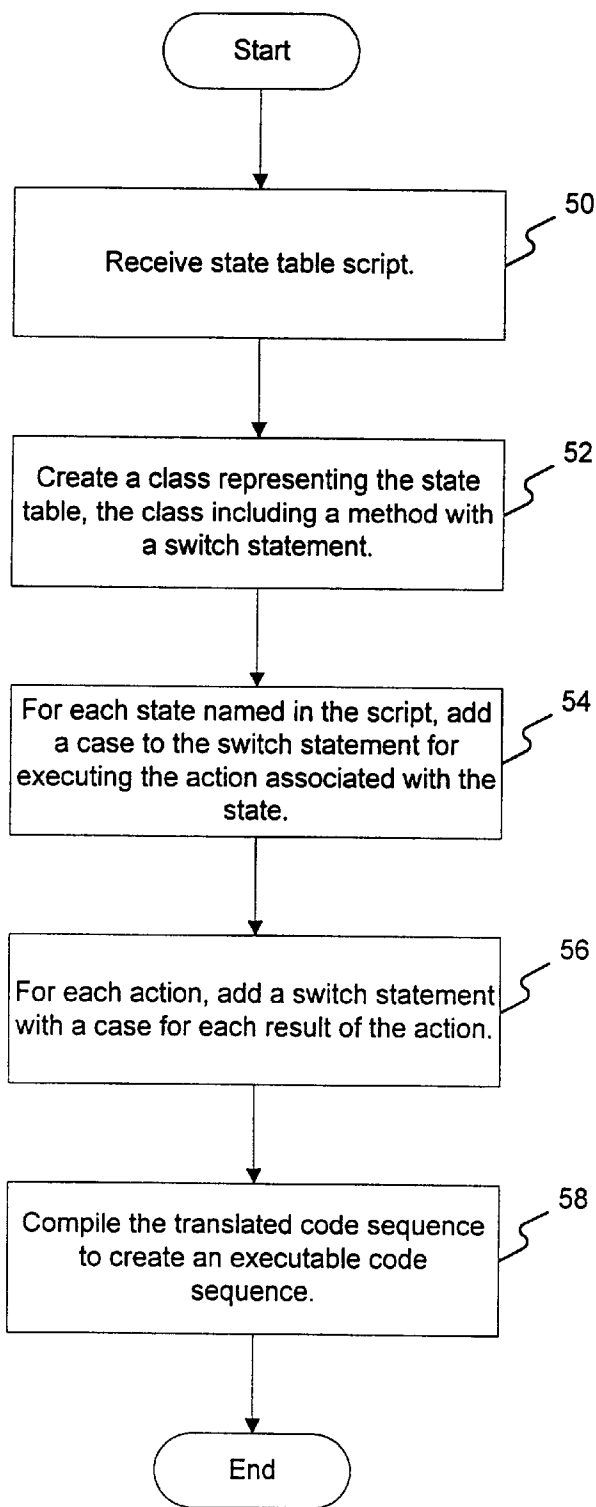 Start
50
Receive state table script.
52
Create a class representing the state
table, the class including a method with
a switch statement.
54
For each state named in the script, add
a case to the switch statement for
executing the action associated with the
state.
56
For each action, add a switch statement
with a case for each result of the action.
58
Compile the translated code sequence
to create an executable code
sequence.
End